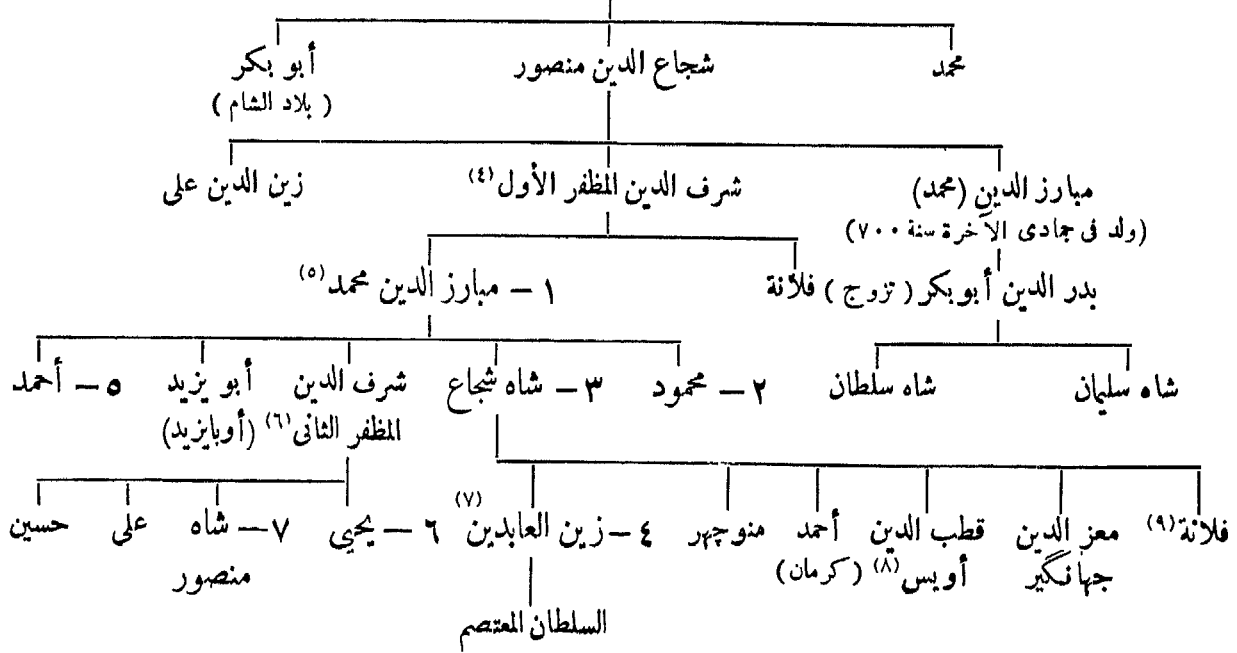 محمد شجاع الدين منصور أبو بكر
( بلاد الشام )
مبارز الدين (محمد) شرف الدين المظفر الأول (٤) زين الدين على
(ولد فى جمادى الآخرة سنة ٧٠٠)
بدر الدين أبو بكر ( تزوج ) فلانة ١ – مبارز الدين محمد (٥)
شاه سليمان شاه سلطان ٢ – محمود ٣ – شاه شجاع شرف الدين أبو يزيد ٥ – أحمد
المظفر الثانى (٦) (أوبايزيد)
فلانة (٩) معز الدين قطب الدين أحمد منوجهر ٤ – زين العابدين (٧) ٦ – يحيى ٧ – شاه على حسين
جهانگير أويس (٨) (كرمان) منصور
السلطان المعتصم